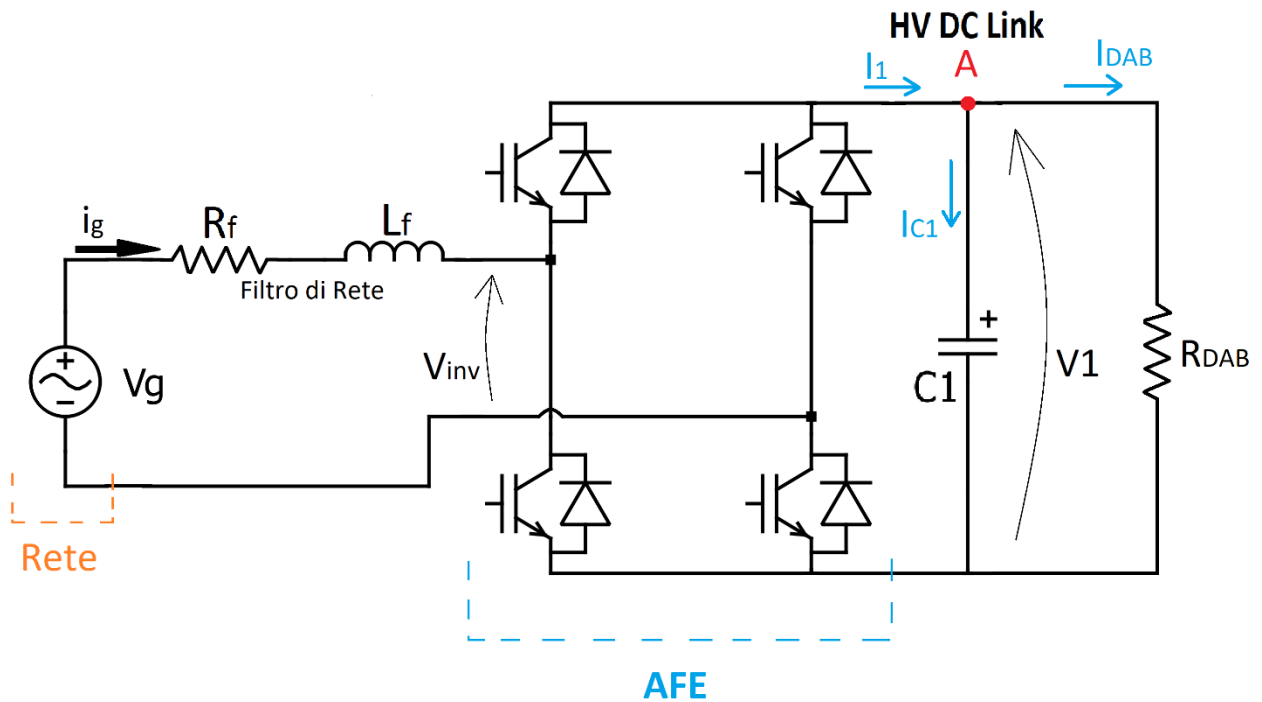 HV DC Link
I1
A
IDAB
ig
Rf
Lf
IC1
Filtro di Rete
+
+
Vg
−
Vinv
C1
V1
RDAB
Rete
AFE